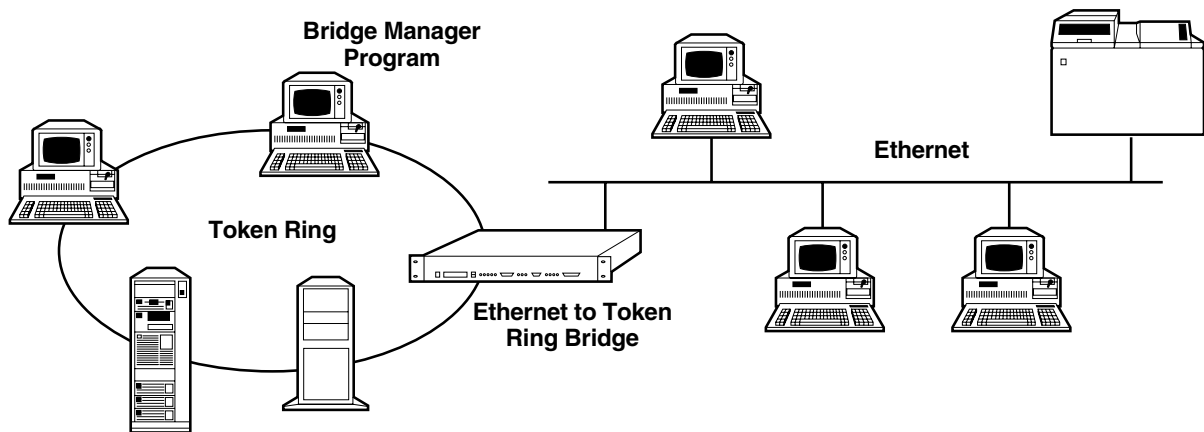 Bridge Manager
Program
Ethernet
Token Ring
Ethernet to Token
Ring Bridge